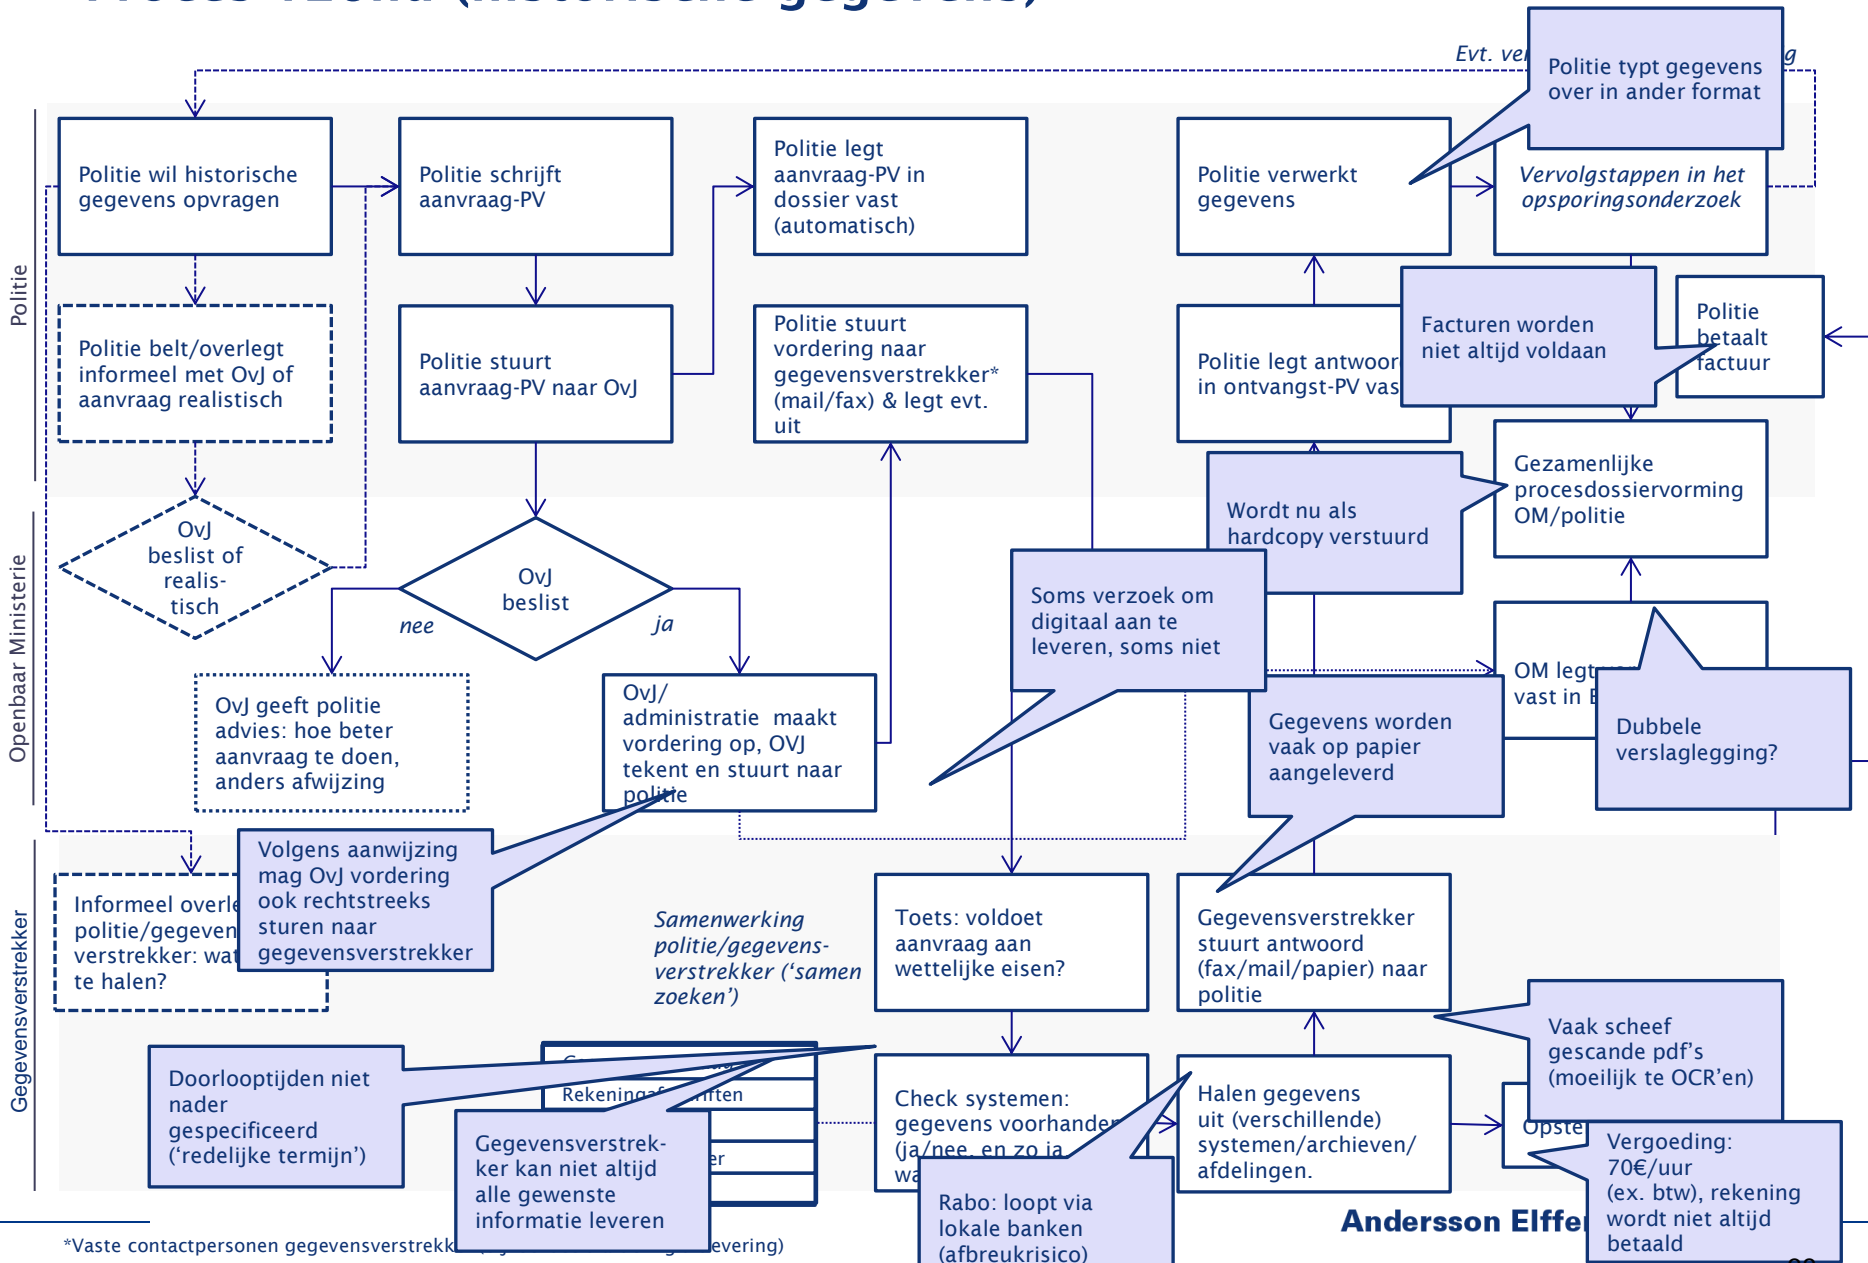 (historische gegevens)
Evt.
Politie typt gegevens
over in ander format
Politie
Politie wil historische
gegevens opvragen
Politie schrijft
aanvraag-PV
Politie legt
aanvraag-PV in
dossier vast
(automatisch)
Politie verwerkt
gegevens
Vervolgstappen in het
opsporingsonderzoek
Politie belt/overlegt
informeel met OvJ of
aanvraag realistisch
Politie stuurt
aanvraag-PV naar OvJ
Politie stuurt
vordering naar
gegevensverstrekker*
(mail/fax) & legt evt.
uit
Politie legt
in ontvangst-PV
Facturen worden
niet altijd voldaan
Politie
betaalt
factuur
Wordt nu als
hardcopy verstuurd
Gezamenlijke
procesdossiervorming
OM/politie
Openbaar Ministerie
OvJ
beslist of
realis-
tisch
OvJ
beslist
nee
ja
Soms verzoek om
digitaal aan te
leveren, soms niet
OvJ geeft politie
advies: hoe beter
aanvraag te doen,
anders afwijzing
OvJ/
administratie maakt
vordering op, OVJ
tekent en stuurt naar
politie
Gegevens worden
vaak op papier
aangeleverd
OM legt
vast in
Dubbele
verslaglegging?
Gegevensverstrekker
Volgens aanwijzing
mag OvJ vordering
ook rechtstreeks
sturen naar
gegevensverstrekker
Informeel
verstrekker:
te halen?
Samenwerking
politie/gegevens-
verstrekker (‘samen
zoeken’)
Toets: voldoet
aanvraag aan
wettelijke eisen?
Gegevensverstrekker
stuurt antwoord
(fax/mail/papier) naar
politie
Vaak scheef
gescande pdf’s
(moeilijk te OCR’en)
Doorlooptijden niet
nader
gespecificeerd
(‘redelijke termijn’)
Gegevensverstrek-
ker kan niet altijd
alle gewenste
informatie leveren
Check systemen:
gegevens
(ja/nee, en zo ja
Halen gegevens
uit (verschillende)
systemen/archieven/
afdelingen.
Rabo: loopt via
lokale banken
(afbreukrisico)
Vergoeding:
70€/uur
(ex. btw), rekening
wordt niet altijd
betaald
Andersson
*Vaste contactpersonen